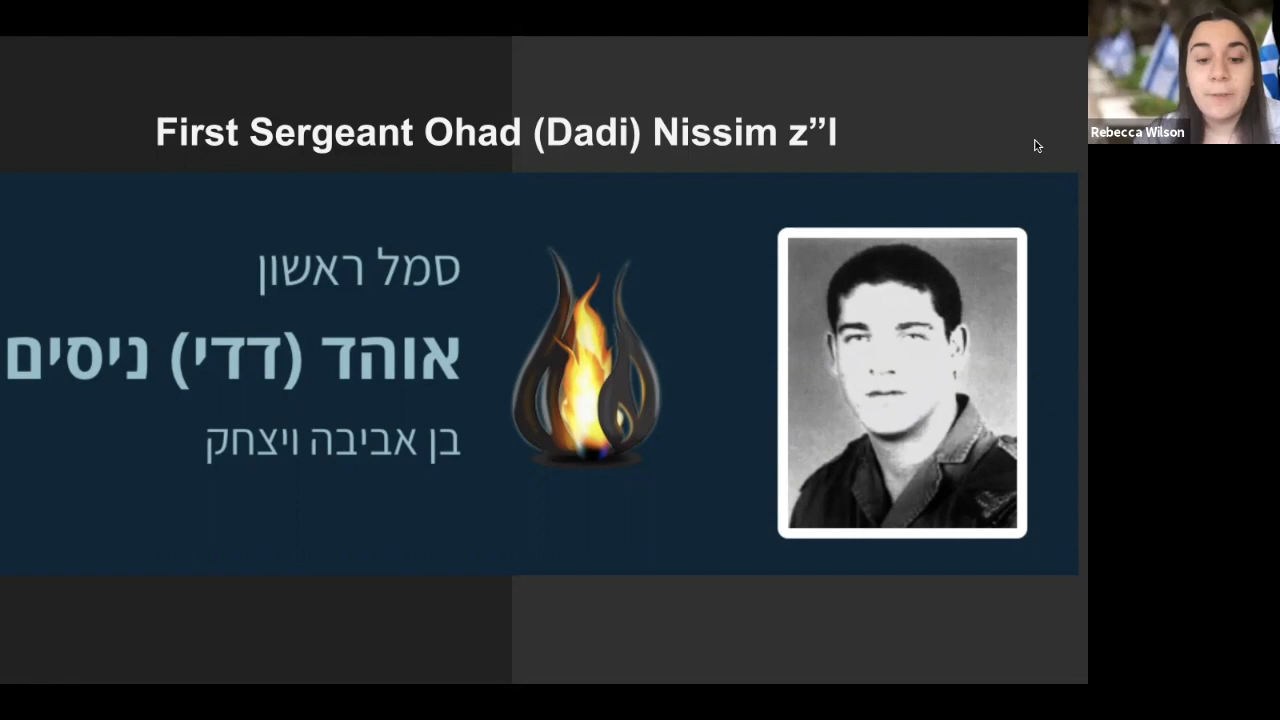 First Sergeant Ohad (Dadi) Nissim z”l
סמל ראשון
אוהד (דדי) ניסים
בן אביבה ויצחק
Rebecca Wilson